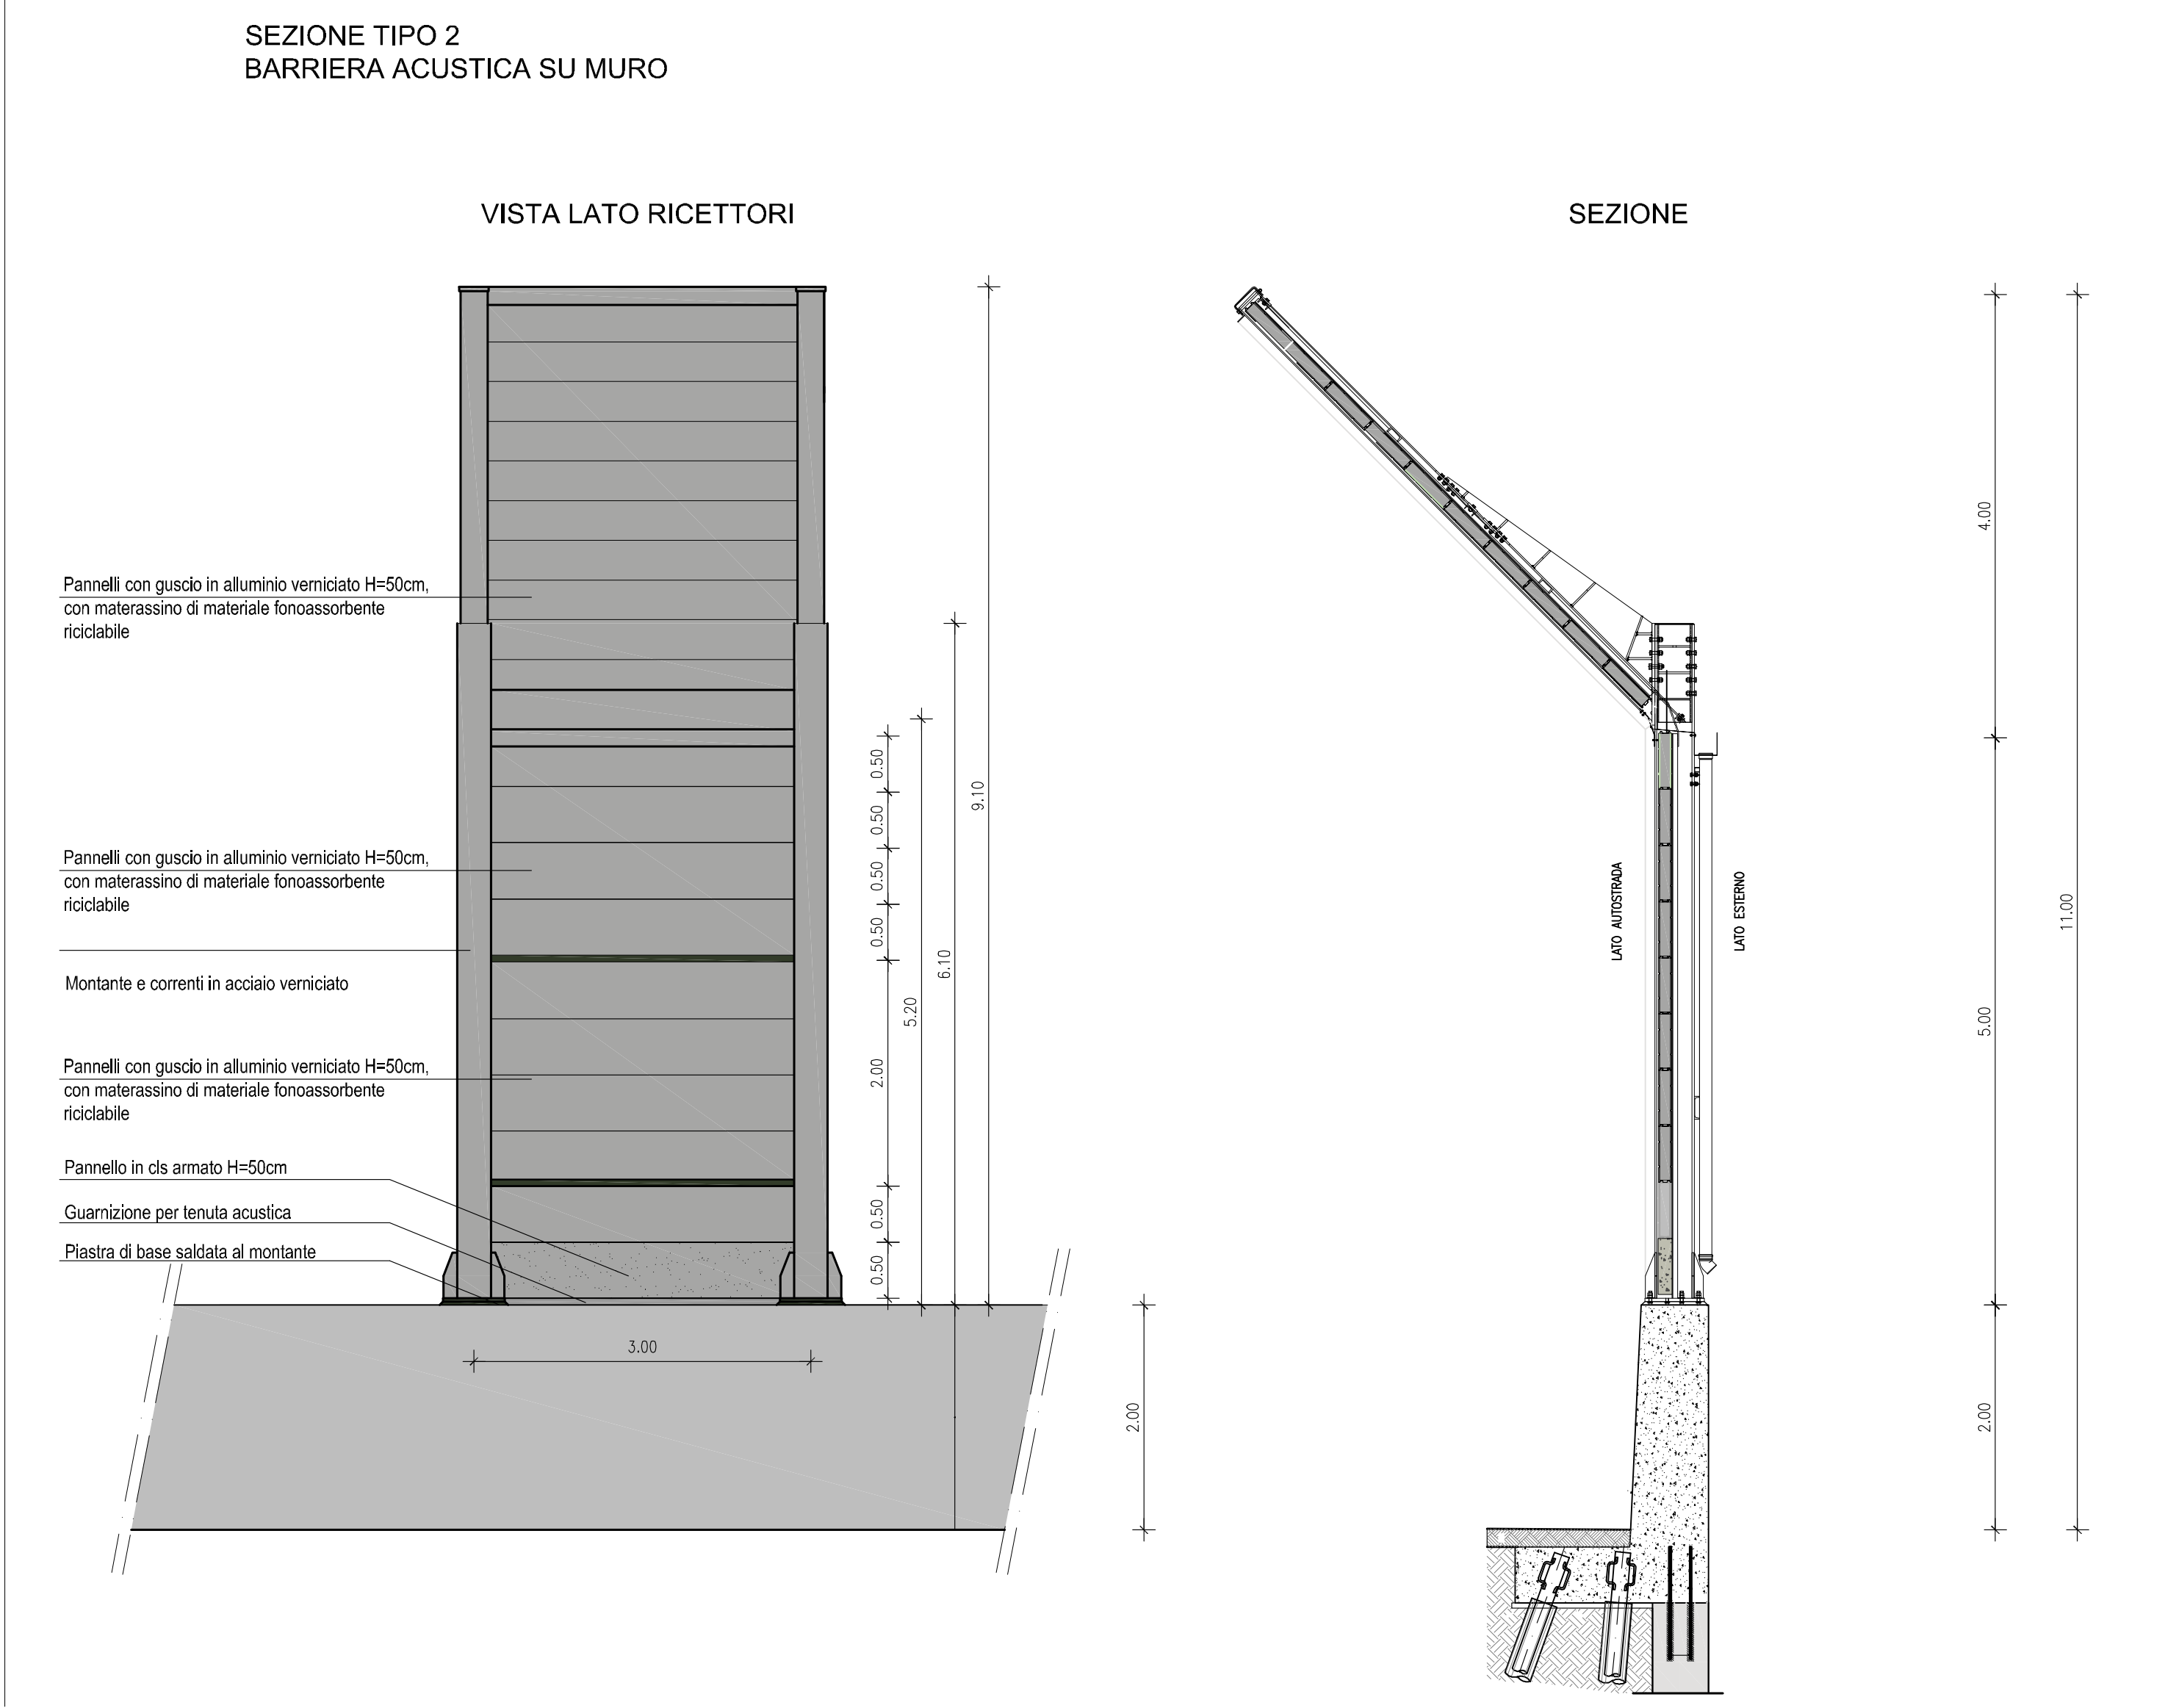 SEZIONE TIPO 2
BARRIERA ACUSTICA SU MURO
VISTA LATO RICETTORI
Pannelli con guscio in alluminio verniciato H=50cm,
con materassino di materiale fonoassorbente
riciclabile
Pannelli con guscio in alluminio verniciato H=50cm,
con materassino di materiale fonoassorbente
riciclabile
Montante e correnti in acciaio verniciato
Pannelli con guscio in alluminio verniciato H=50cm,
con materassino di materiale fonoassorbente
riciclabile
Pannello in cls armato H=50cm
Guarnizione per tenuta acustica
Piastra di base saldata al montante
0.50
0.50
0.50
0.50
2.00
0.50
0.50
5.20
6.10
9.10
3.00
2.00
SEZIONE
LATO AUTOSTRADA
LATO ESTERNO
4.00
5.00
2.00
11.00